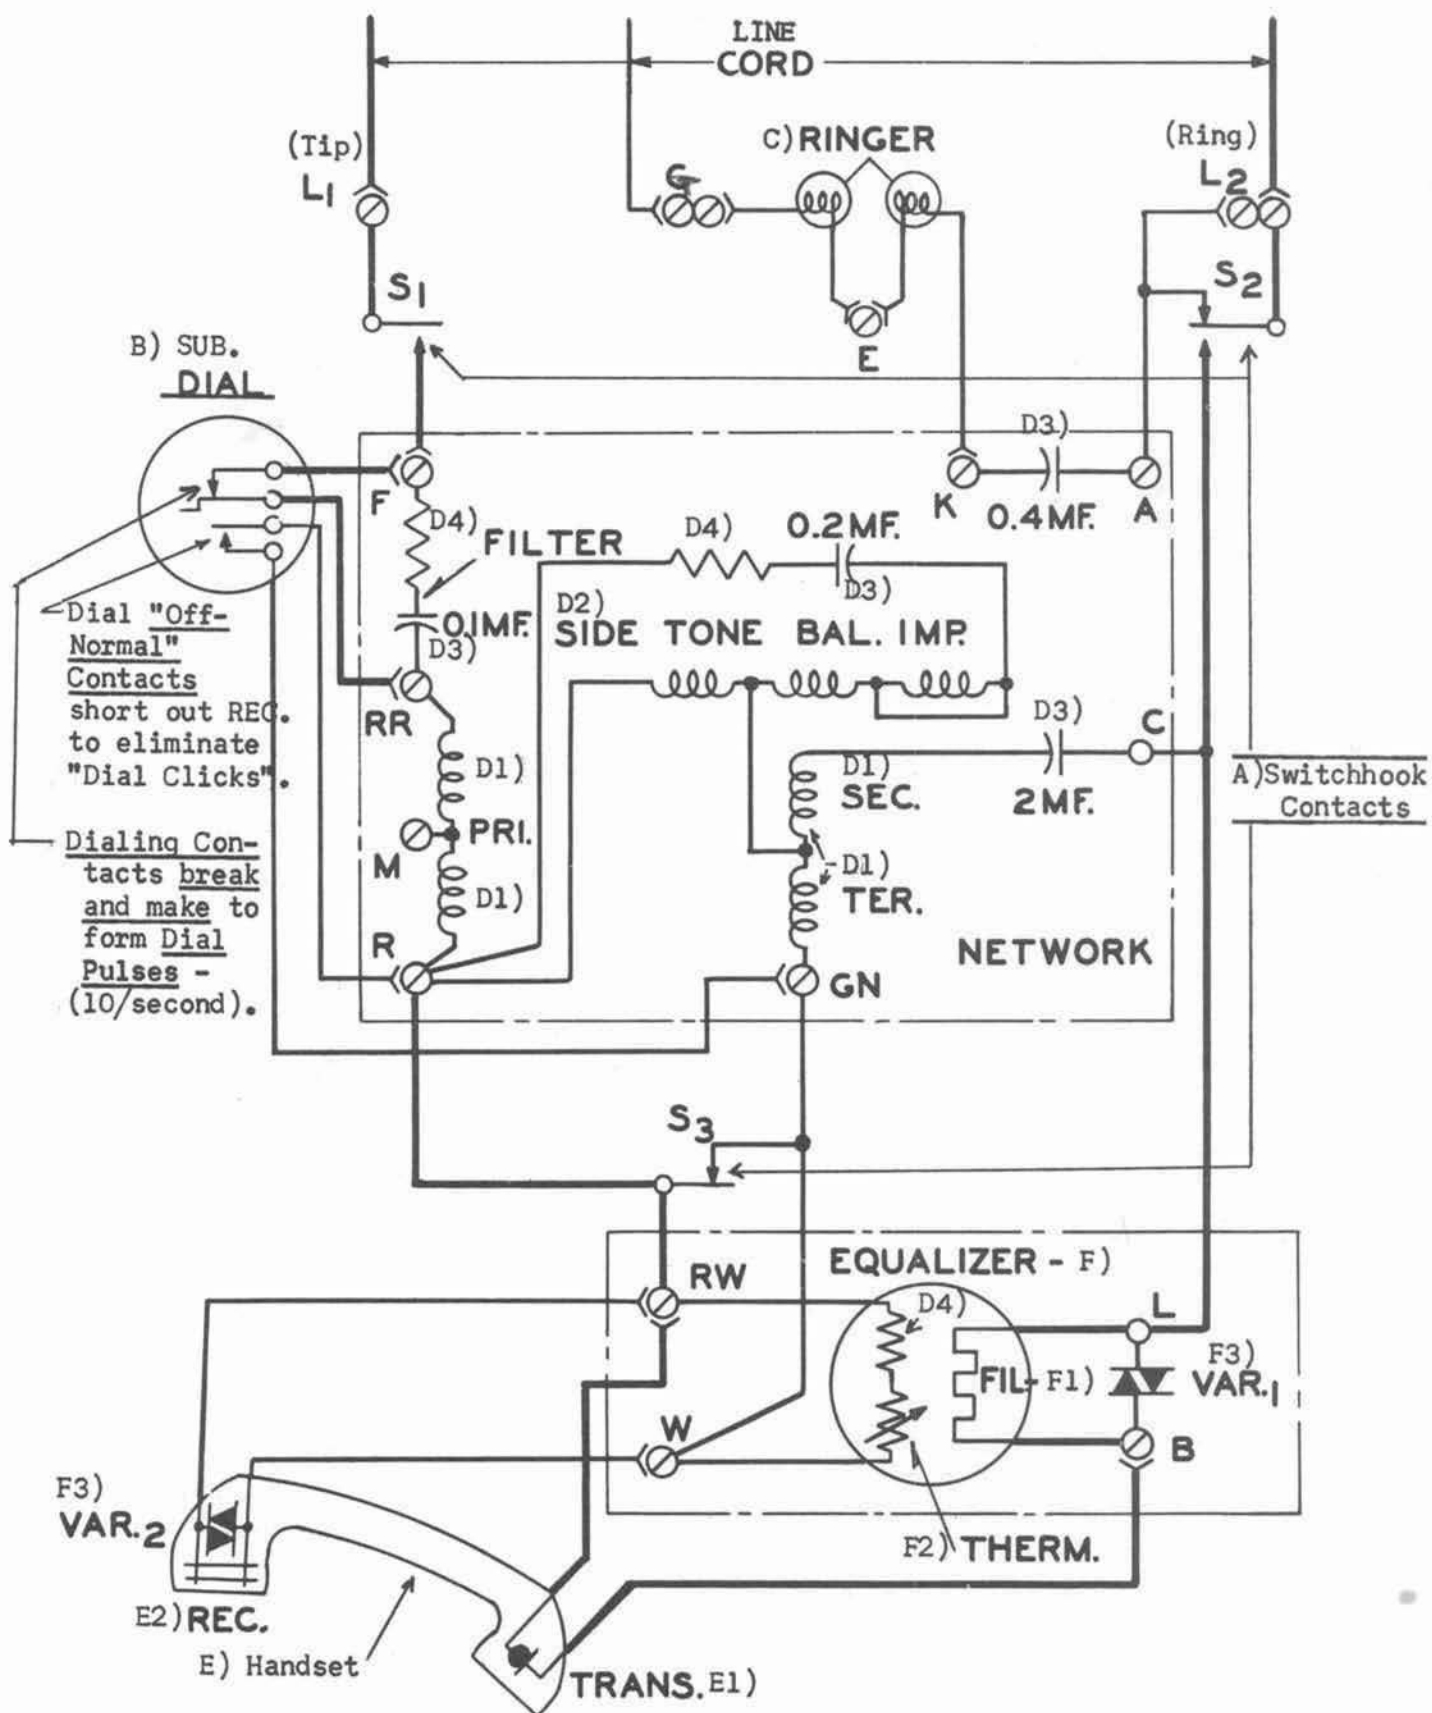 LINE
CORD
(Tip)
L1
C) RINGER
(Ring)
L2
G
S1
S2
E
B) SUB.
DIAL
F
D4)
FILTER
D4)
0.2MF.
D3)
K
D3)
0.4MF.
A
0.1MF.
D3)
D2)
SIDE TONE BAL. IMP.
Dial "Off-
Normal"
Contacts
short out REC.
to eliminate
"Dial Clicks".
RR
D1)
PRI.
M
D1)
R
D1)
SEC.
D3)
2MF.
C
D1)
TER.
A) Switchhook
Contacts
Dialing Con-
tacts break
and make to
form Dial
Pulses -
(10/second).
NETWORK
GN
S3
RW
EQUALIZER - F)
D4)
L
FIL- F1)
F3)
VAR.1
W
B
F3)
VAR.2
F2) THERM.
E2) REC.
E) Handset
TRANS. E1)